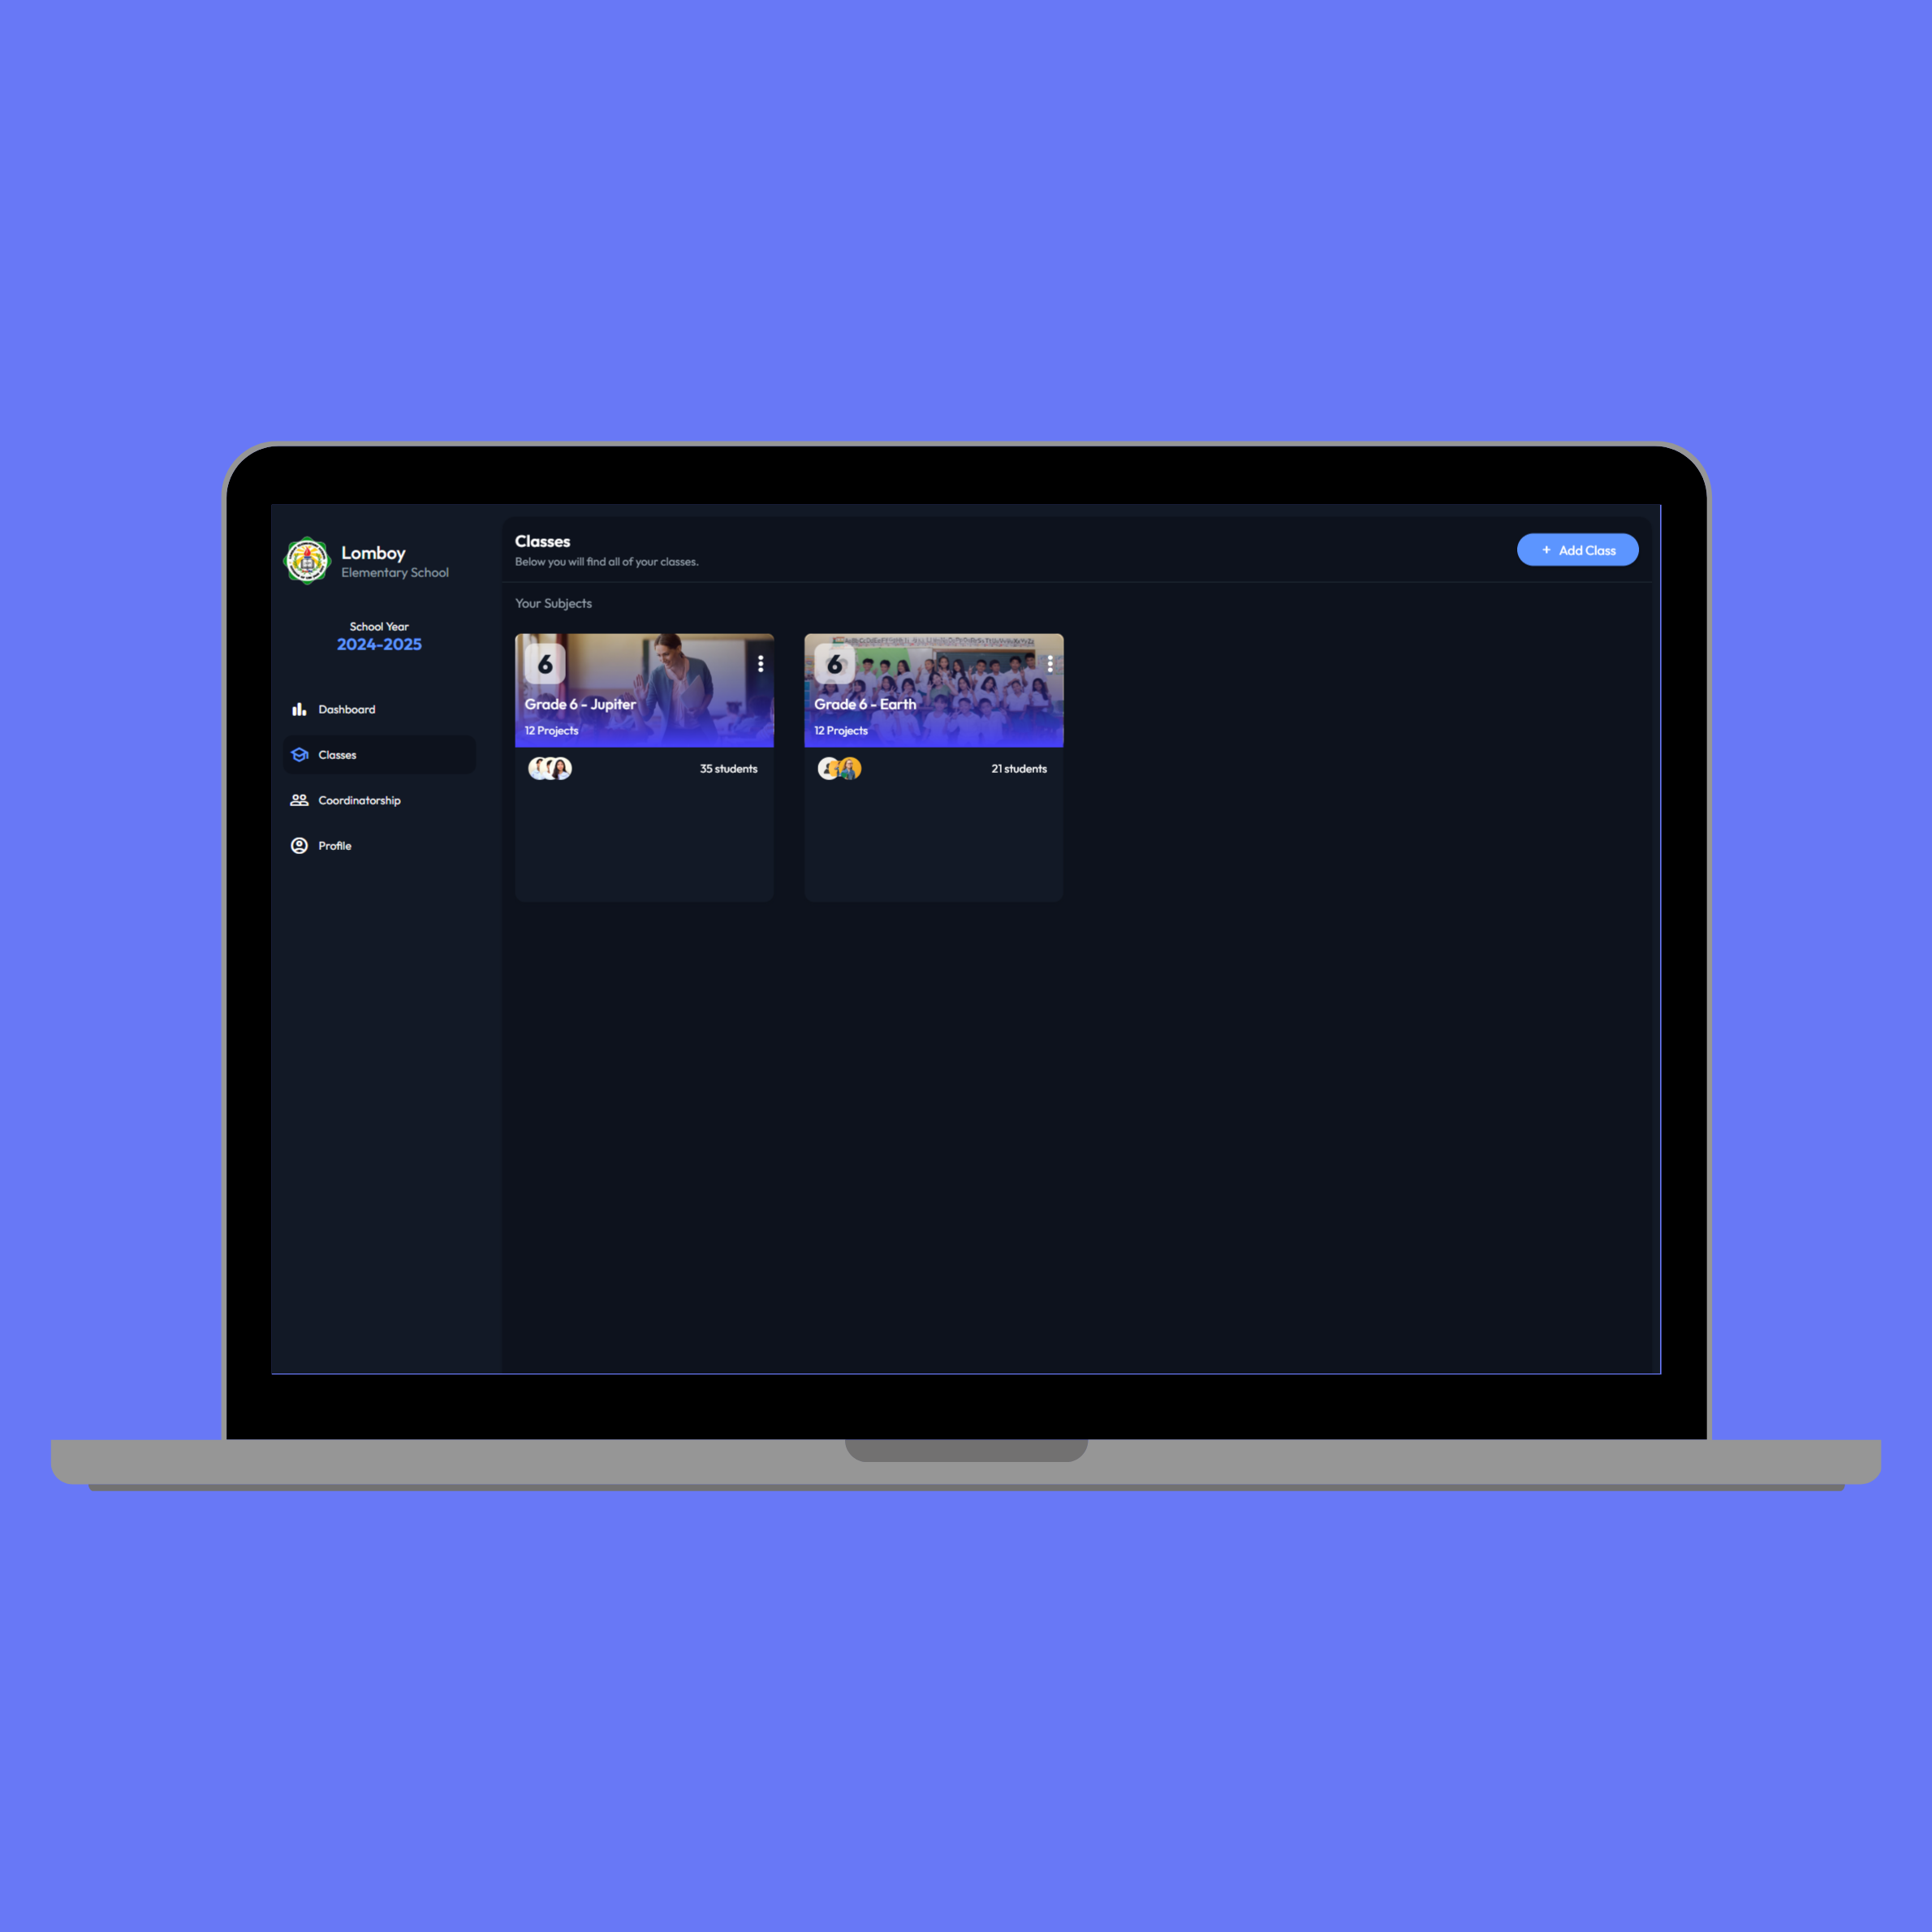 Lomboy
Elementary School
School Year
2024-2025
Dashboard
Classes
Coordinatorship
Profile
Classes
Below you will find all of your classes.
+ Add Class
Your Subjects
6
Grade 6 - Jupiter
12 Projects
35 students
6
Grade 6 - Earth
12 Projects
21 students